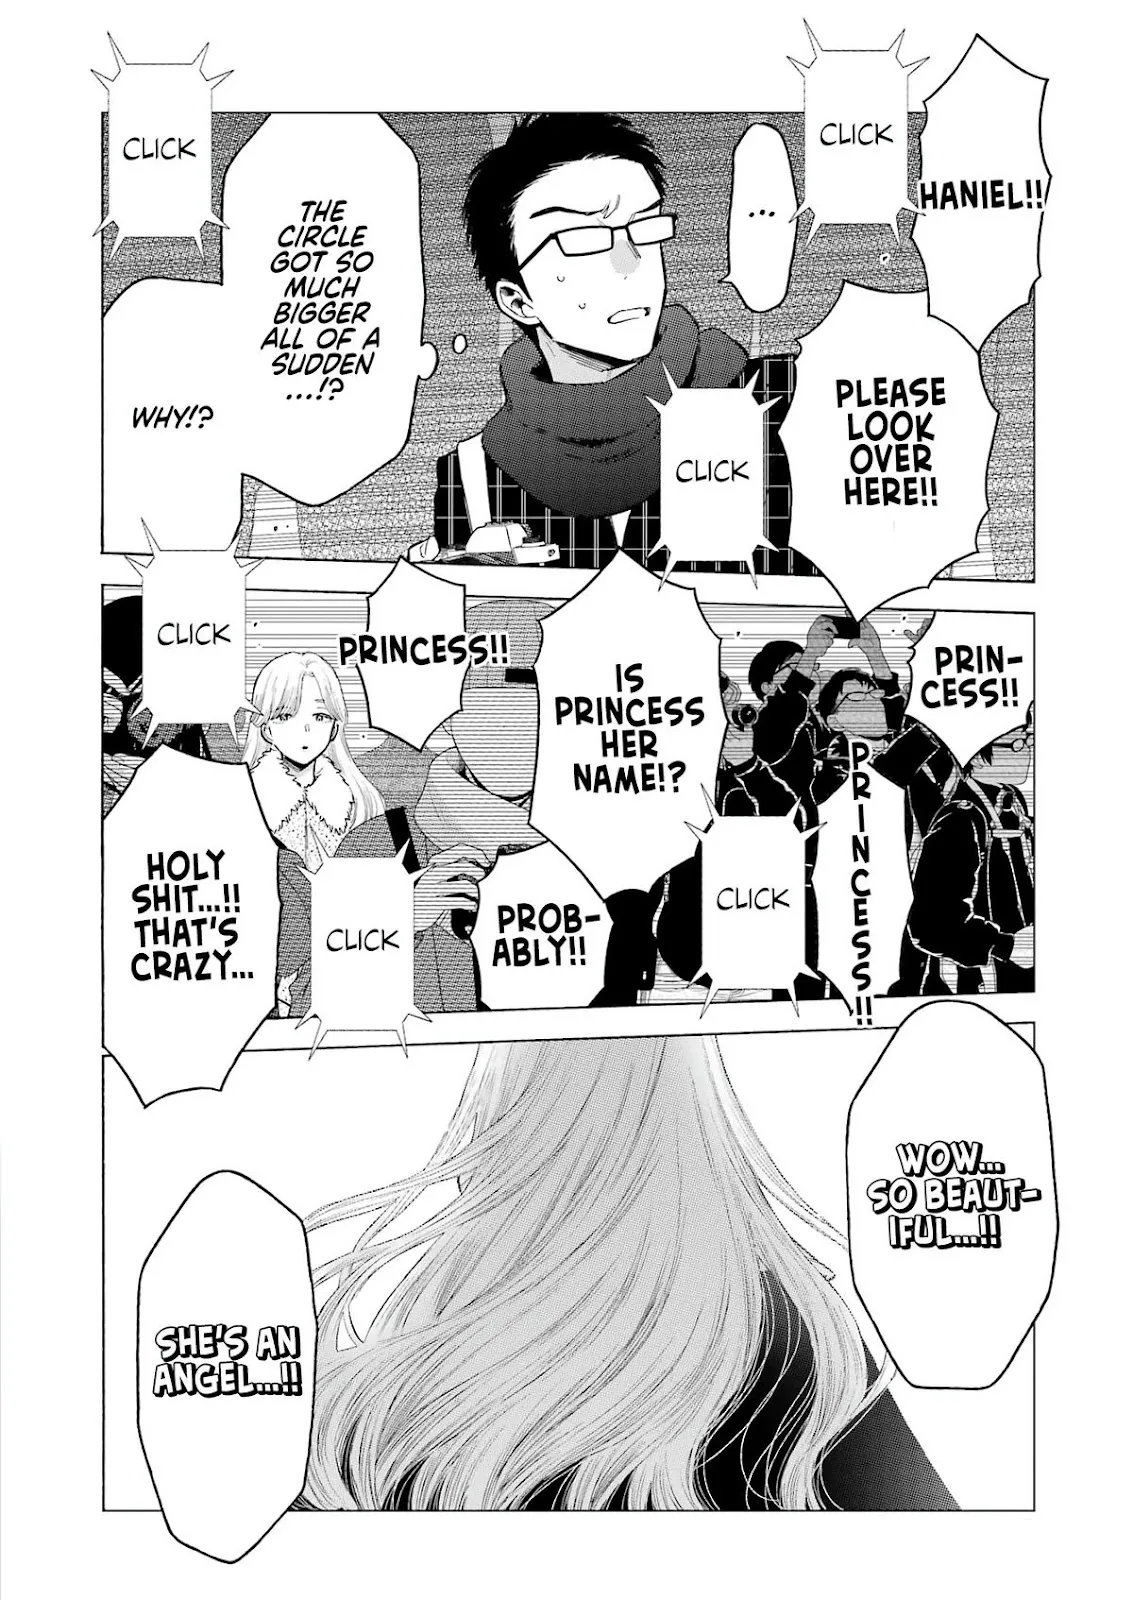 HANIEL!!
CLICK
PLEASE
LOOK
OVER
HERE!!
...
CLICK
THE
CIRCLE
GOT SO
MUCH
BIGGER
ALL OF A
SUDDEN
...!?
WHY!?
CLICK
PRIN-
CESS!!
PRINCESS!!
IS
PRINCESS
HER
NAME!?
CLICK
PROB-
ABLY!!
PRINCESS!!
CLICK
CLICK
HOLY
SHIT...!!
THAT'S
CRAZY...
WOW...
SO BEAUT-
IFUL...!!
SHE'S AN
ANGEL...!!